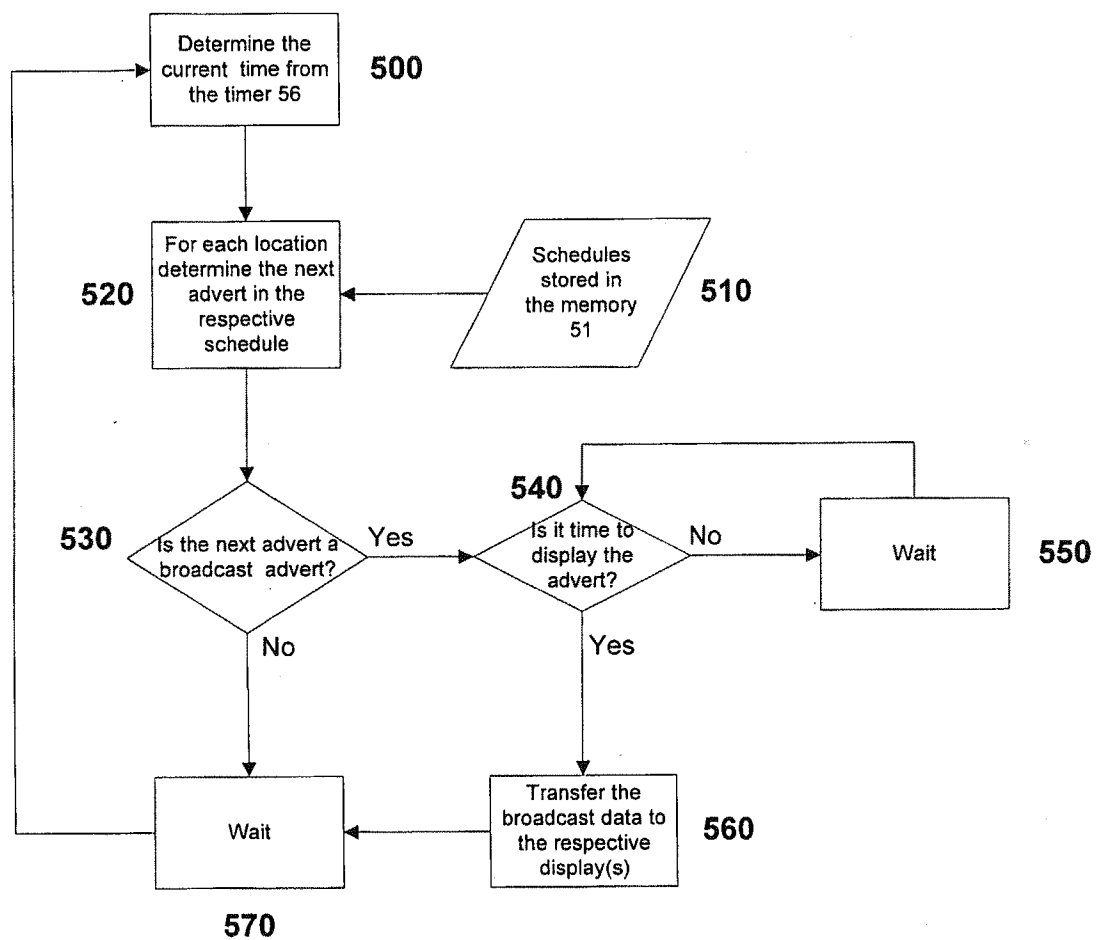 Determine the
current time from
the timer 56
500
For each location
determine the next
advert in the
respective
schedule
520
Schedules
stored in
the memory
51
510
530
Is the next advert a
broadcast advert?
Yes
No
540
Is it time to
display the
advert?
No
Yes
Wait
550
Transfer the
broadcast data to
the respective
display(s)
560
Wait
570